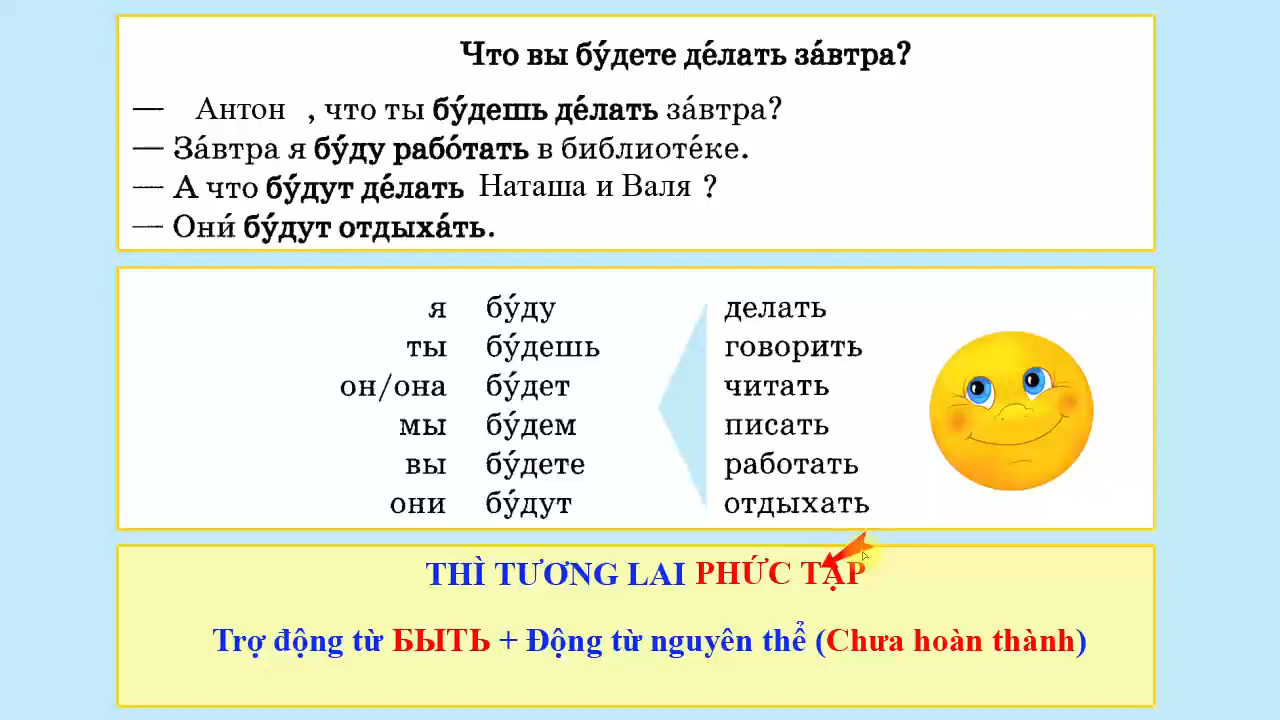 Что вы бу́дете де́лать за́втра?
— Антон , что ты бу́дешь де́лать за́втра?
— За́втра я бу́ду рабо́тать в библиоте́ке.
— А что бу́дут де́лать Наташа и Валя ?
— Они́ бу́дут отдыха́ть.
я бу́ду делать
ты бу́дешь говорить
он/она бу́дет читать
мы бу́дем писать
вы бу́дете работать
они бу́дут отдыхать
THÌ TƯƠNG LAI PHỨC TẠP
Trợ động từ БЫТЬ + Động từ nguyên thể (Chưa hoàn thành)